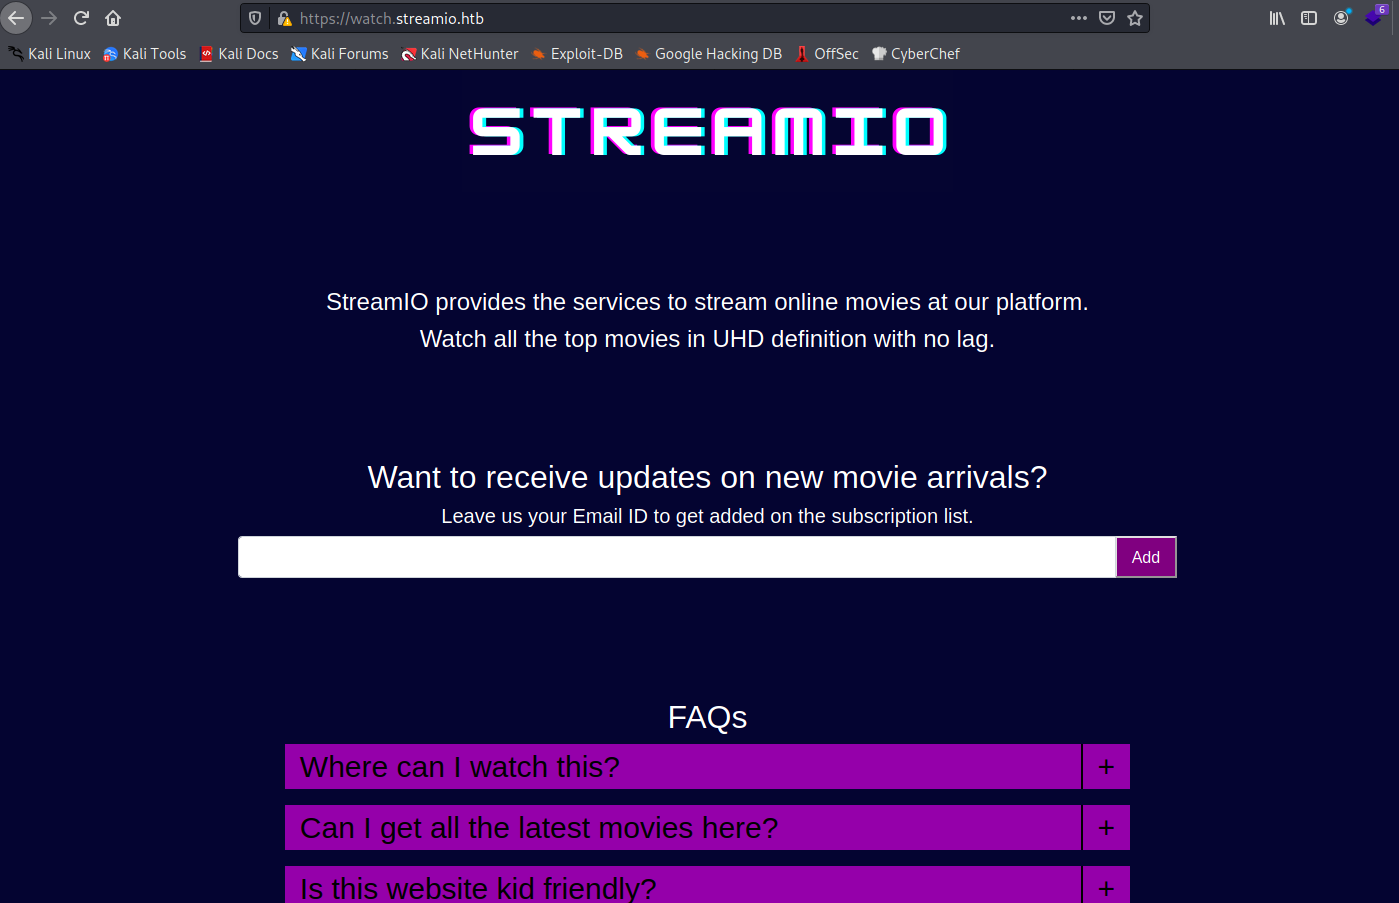 https://watch.streamio.htb
6
Kali Linux Kali Tools Kali Docs Kali Forums Kali NetHunter Exploit-DB Google Hacking DB OffSec CyberChef
STREAMIO
StreamIO provides the services to stream online movies at our platform.
Watch all the top movies in UHD definition with no lag.
Want to receive updates on new movie arrivals?
Leave us your Email ID to get added on the subscription list.
Add
FAQs
Where can I watch this? +
Can I get all the latest movies here? +
Is this website kid friendly? +